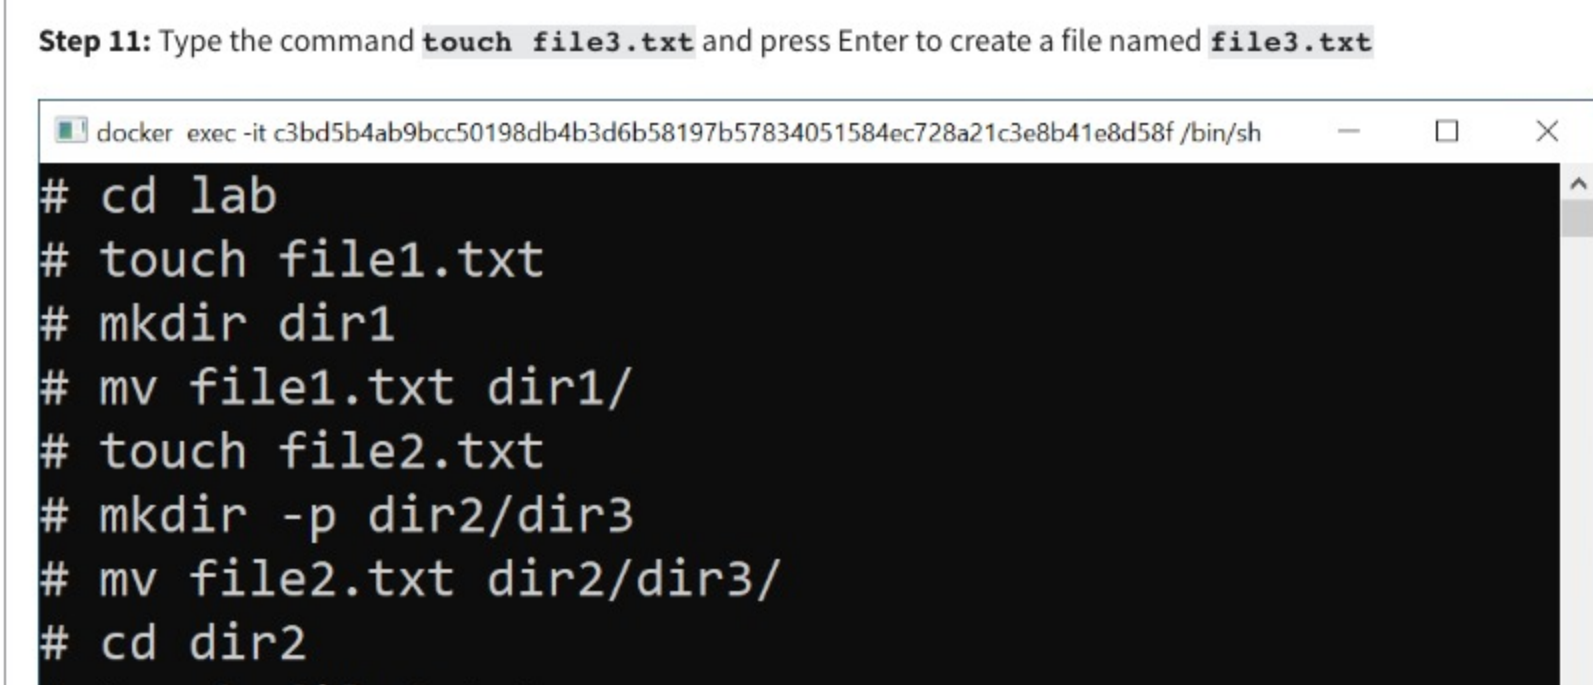 Step 11: Type the command touch file3.txt and press Enter to create a file named file3.txt
docker exec -it c3bd5b4ab9bcc50198db4b3d6b58197b57834051584ec728a21c3e8b41e8d58f /bin/sh
# cd lab
# touch file1.txt
# mkdir dir1
# mv file1.txt dir1/
# touch file2.txt
# mkdir -p dir2/dir3
# mv file2.txt dir2/dir3/
# cd dir2